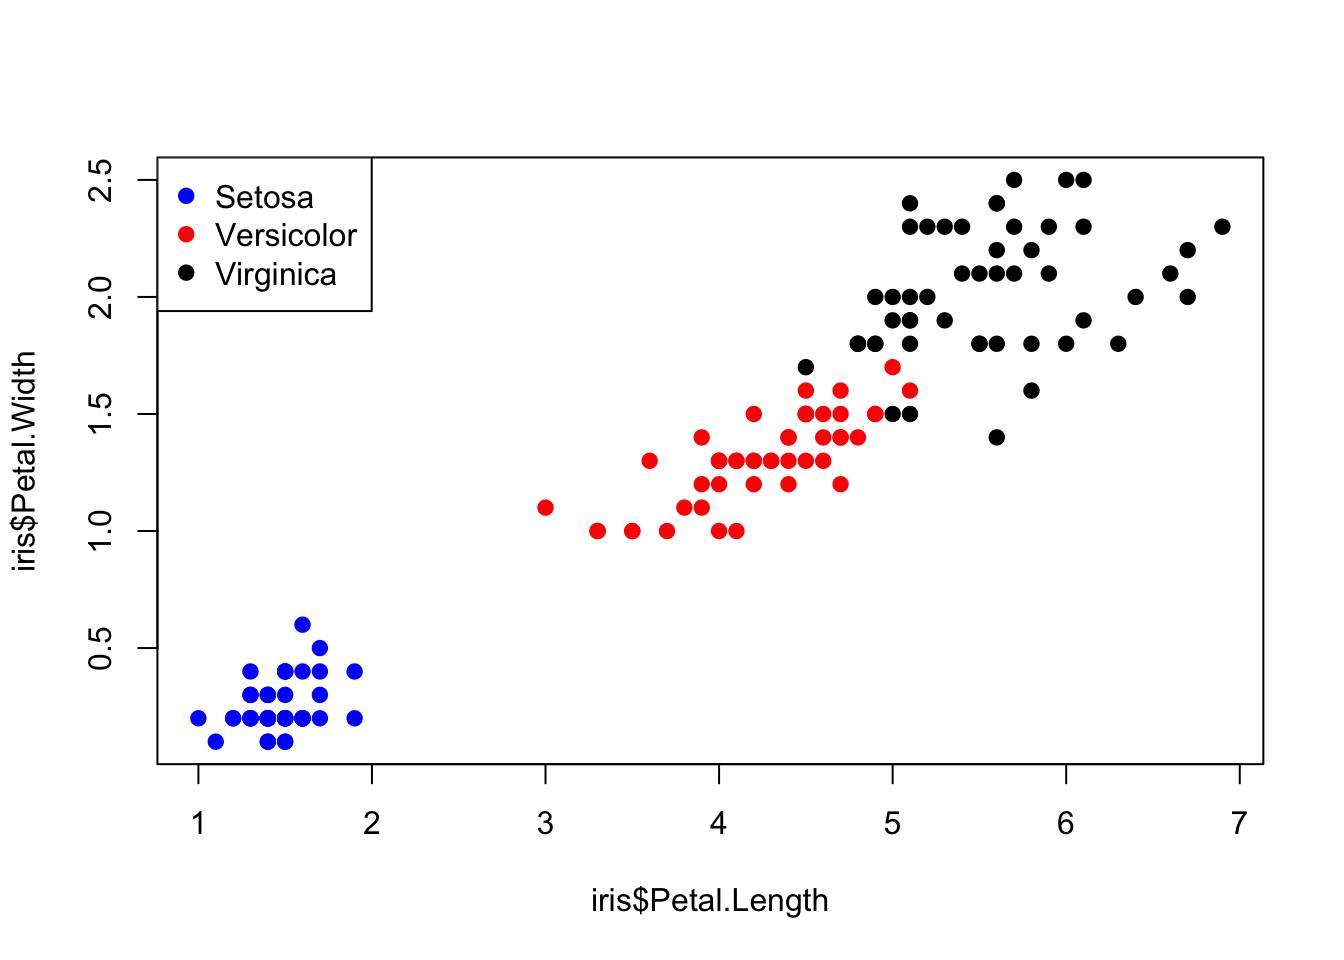 Setosa
Versicolor
Virginica
2.5
2.0
1.5
1.0
0.5
iris$Petal.Width
1 2 3 4 5 6 7
iris$Petal.Length